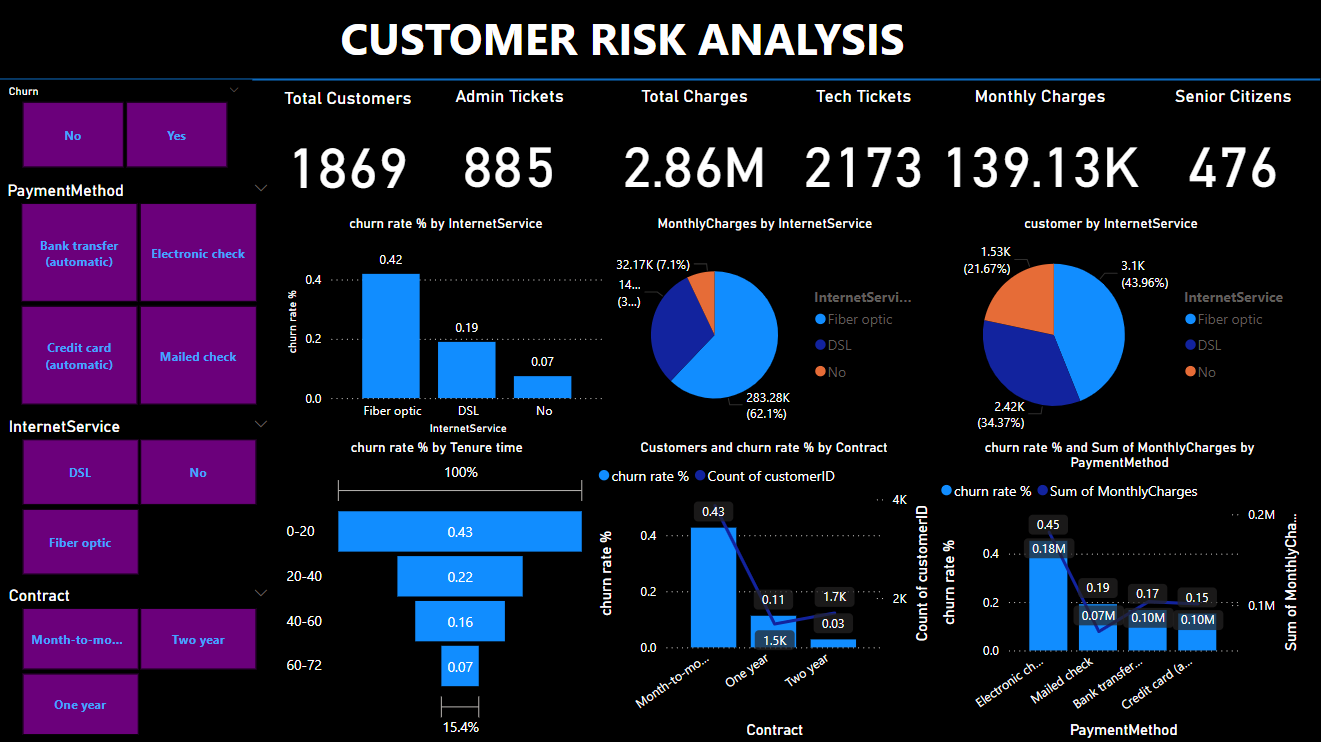 CUSTOMER RISK ANALYSIS
Churn
No
Yes
PaymentMethod
Bank transfer
(automatic)
Electronic check
Credit card
(automatic)
Mailed check
InternetService
DSL
No
Fiber optic
Contract
Month-to-mo...
Two year
One year
Total Customers
1869
Admin Tickets
885
Total Charges
2.86M
Tech Tickets
2173
Monthly Charges
139.13K
Senior Citizens
476
churn rate % by InternetService
churn rate %
0.4
0.2
0.0
0.42
0.19
0.07
Fiber optic
DSL
No
InternetService
MonthlyCharges by InternetService
32.17K (7.1%)
14...
(3...)
283.28K
(62.1%)
InternetServi...
Fiber optic
DSL
No
customer by InternetService
1.53K
(21.67%)
3.1K
(43.96%)
2.42K
(34.37%)
InternetService
Fiber optic
DSL
No
churn rate % by Tenure time
100%
0-20
0.43
20-40
0.22
40-60
0.16
60-72
0.07
15.4%
Customers and churn rate % by Contract
churn rate %
Count of customerID
churn rate %
0.4
0.2
0.0
0.43
0.11
1.5K
1.7K
0.03
4K
2K
Count of customerID
Month-to-mo...
One year
Two year
Contract
churn rate % and Sum of MonthlyCharges by
PaymentMethod
churn rate %
Sum of MonthlyCharges
churn rate %
0.4
0.2
0.0
0.45
0.18M
0.19
0.07M
0.17
0.10M
0.15
0.10M
0.2M
0.1M
Sum of MonthlyCha...
Electronic ch...
Mailed check
Bank transfer...
Credit card (a...
PaymentMethod